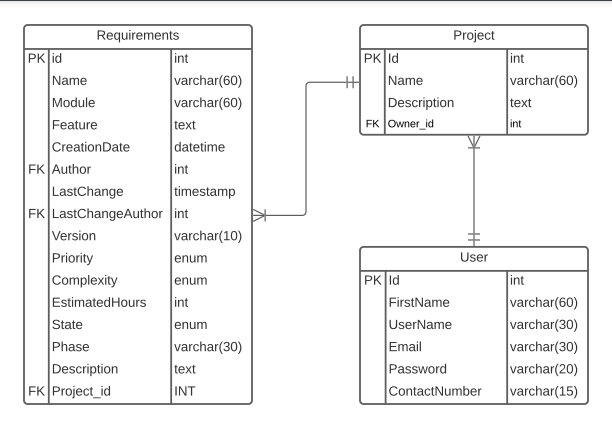 Requirements
PK id int
Name varchar(60)
Module varchar(60)
Feature text
CreationDate datetime
FK Author int
LastChange timestamp
FK LastChangeAuthor int
Version varchar(10)
Priority enum
Complexity enum
EstimatedHours int
State enum
Phase varchar(30)
Description text
FK Project_id INT
Project
PK Id int
Name varchar(60)
Description text
FK Owner_id int
User
PK Id int
FirstName varchar(60)
UserName varchar(30)
Email varchar(30)
Password varchar(20)
ContactNumber varchar(15)